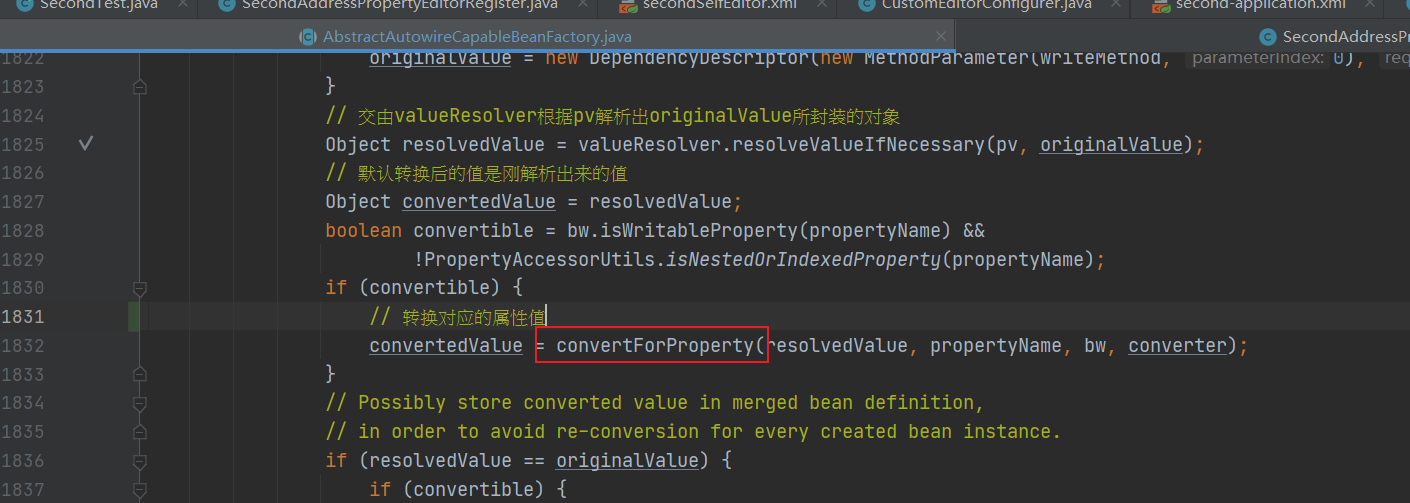 SecondTest.java SecondAddressPropertyEditorRegister.java secondSelfEditor.xml CustomEditorConfigurer.java second-application.xml
AbstractAutowireCapableBeanFactory.java SecondAddressP
1822 originalValue = new DependencyDescriptor(new MethodParameter(writeMethod, parameterIndex: 0), req
1823 }
1824 // 交由valueResolver根据pv解析出originalValue所封装的对象
1825 Object resolvedValue = valueResolver.resolveValueIfNecessary(pv, originalValue);
1826 // 默认转换后的值是刚解析出来的值
1827 Object convertedValue = resolvedValue;
1828 boolean convertible = bw.isWritableProperty(propertyName) &&
1829 !PropertyAccessorUtils.isNestedOrIndexedProperty(propertyName);
1830 if (convertible) {
1831 // 转换对应的属性值
1832 convertedValue = convertForProperty(resolvedValue, propertyName, bw, converter);
1833 }
1834 // Possibly store converted value in merged bean definition,
1835 // in order to avoid re-conversion for every created bean instance.
1836 if (resolvedValue == originalValue) {
1837 if (convertible) {